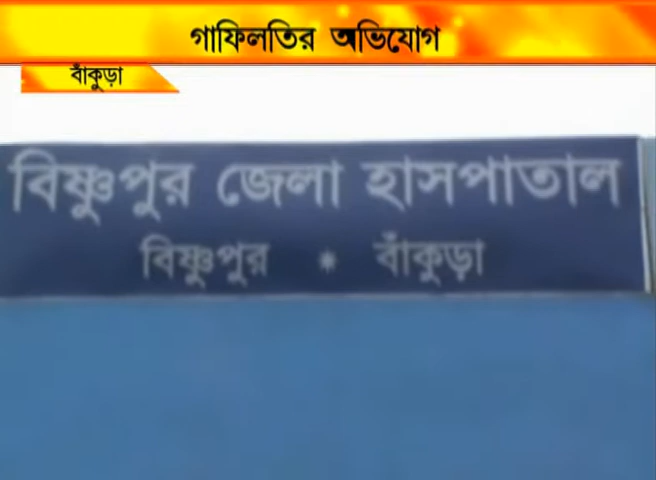 গাফিলতির অভিযোগ
বাঁকুড়া
বিষ্ণুপুর জেলা হাসপাতাল
বিষ্ণুপুর * বাঁকুড়া